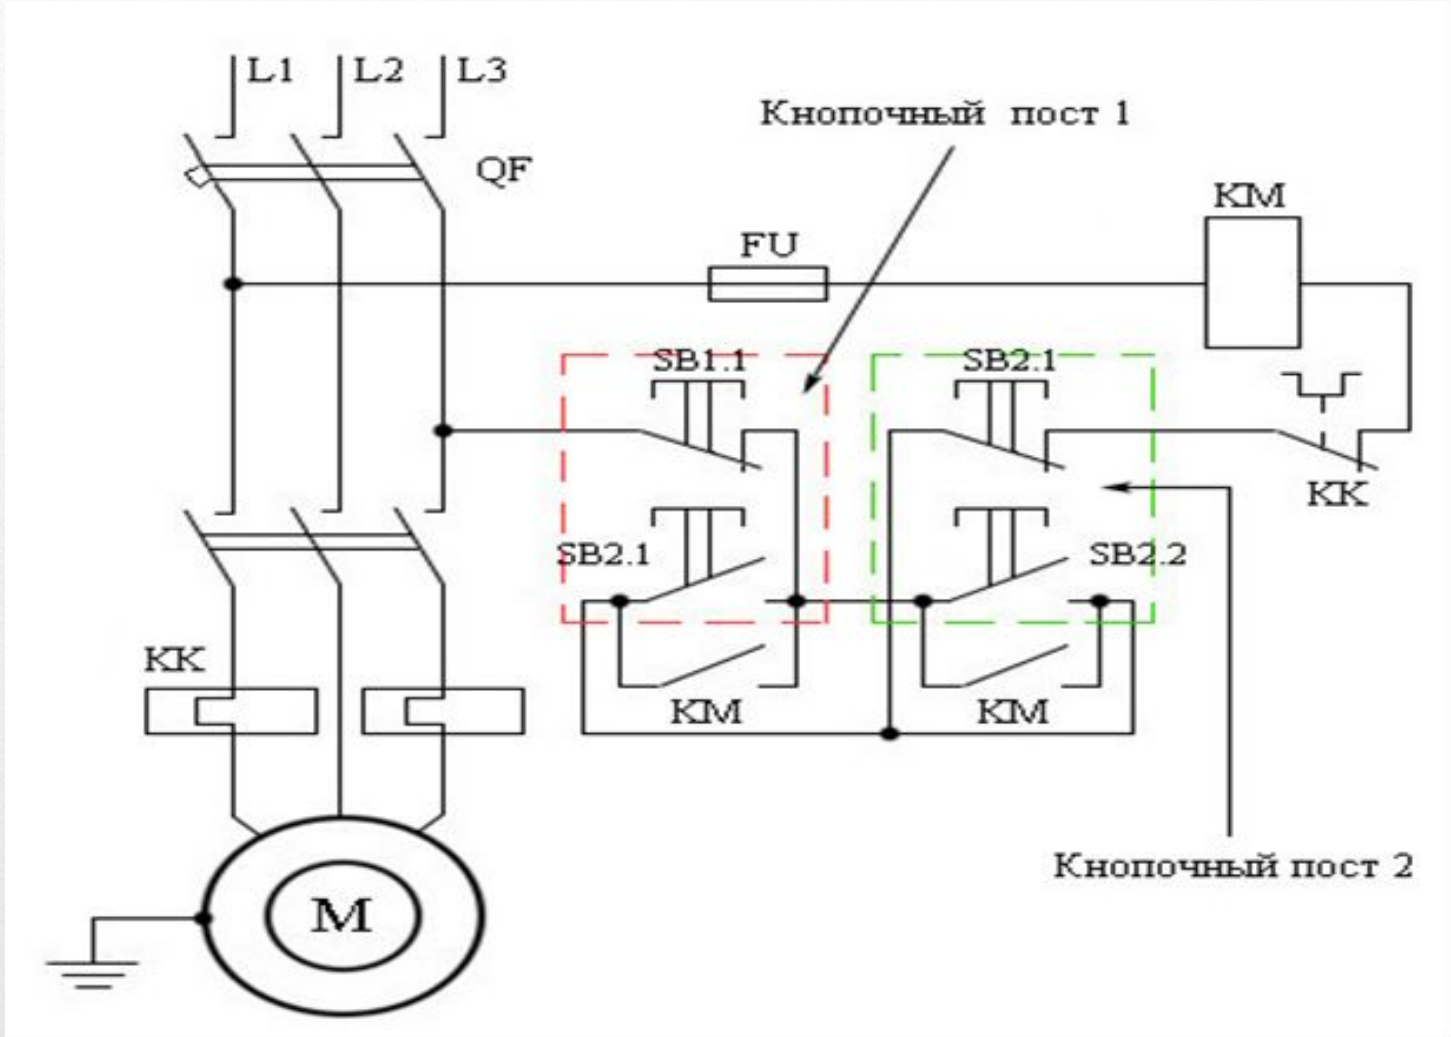 L1 L2 L3
Кнопочный пост 1
QF
KM
FU
SB1.1 SB2.1
KK
SB2.1 SB2.2
KK
KM KM
Кнопочный пост 2
M